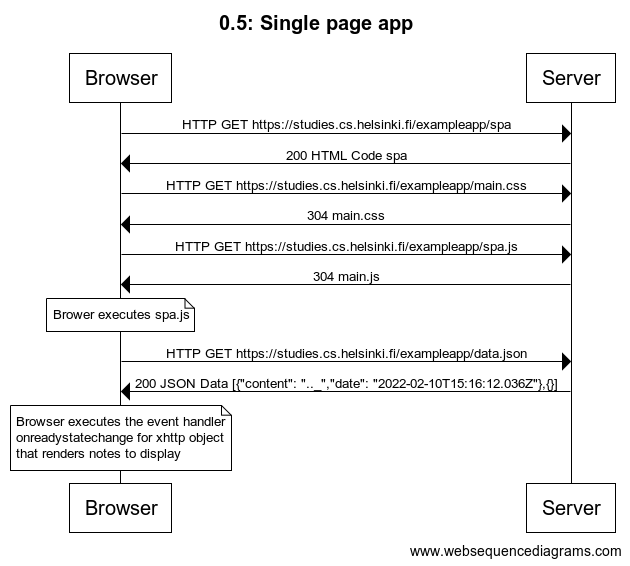 0.5: Single page app
Browser
Server
HTTP GET https://studies.cs.helsinki.fi/exampleapp/spa
200 HTML Code spa
HTTP GET https://studies.cs.helsinki.fi/exampleapp/main.css
304 main.css
HTTP GET https://studies.cs.helsinki.fi/exampleapp/spa.js
304 main.js
Brower executes spa.js
HTTP GET https://studies.cs.helsinki.fi/exampleapp/data.json
200 JSON Data [{"content": ".._","date": "2022-02-10T15:16:12.036Z"},{}]
Browser executes the event handler
onreadystatechange for xhttp object
that renders notes to display
Browser
Server
www.websequencediagrams.com